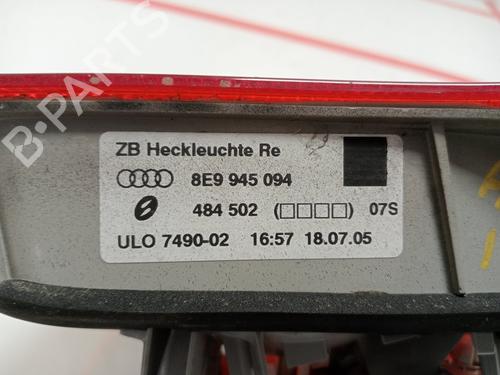 B-PARTS
ZB Heckleuchte Re
8E9 945 094
484 502 (□□□□) 07S
ULO 7490-02 16:57 18.07.05